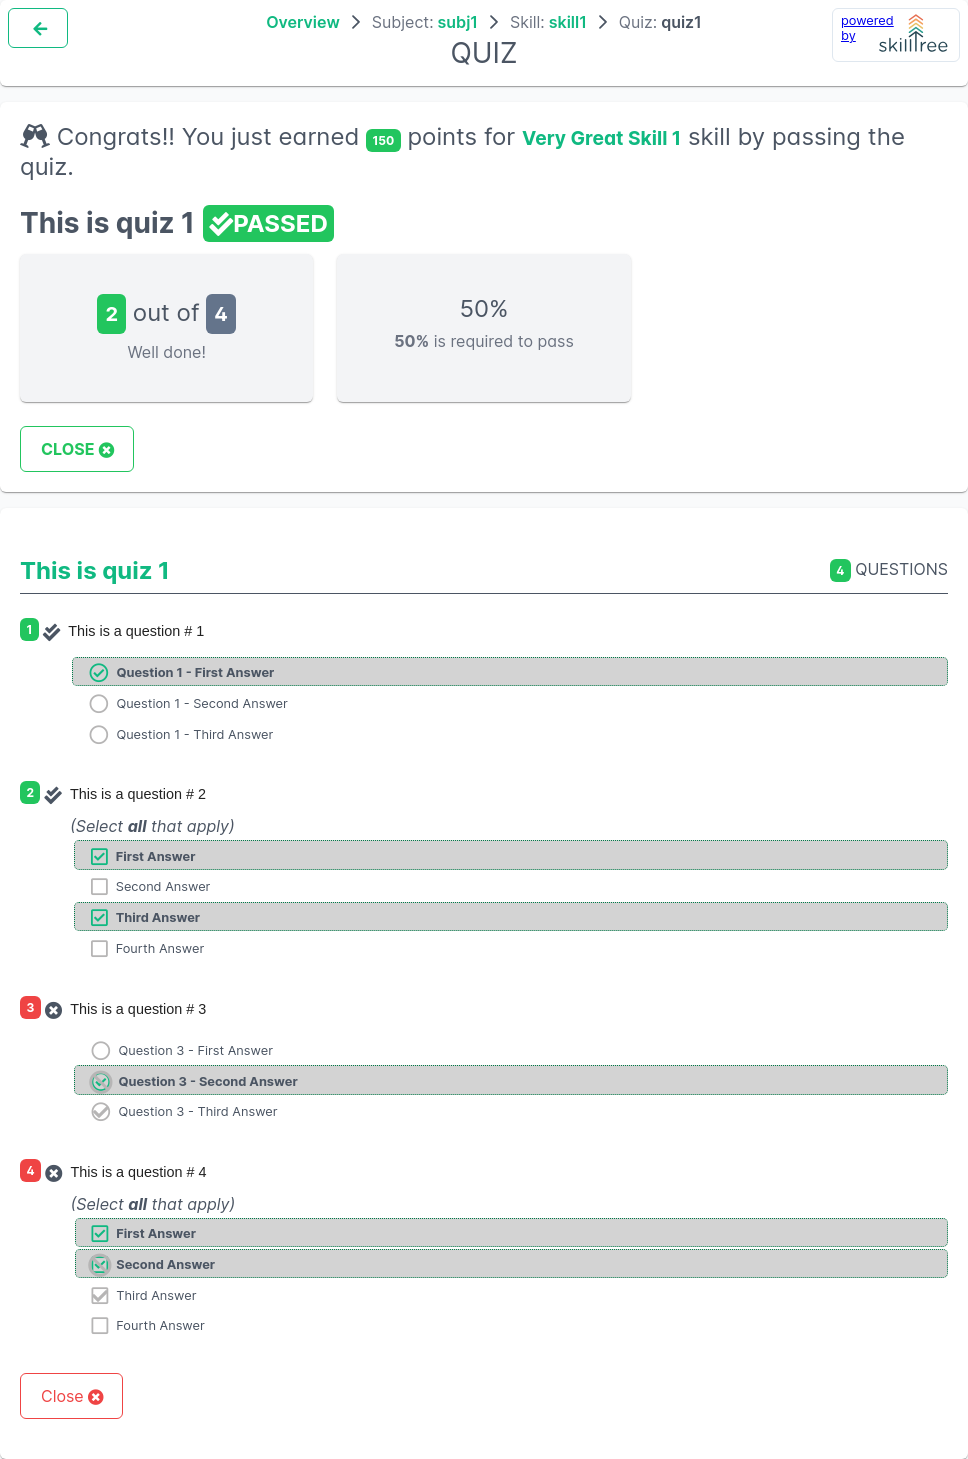 Overview > Subject: subj1 > Skill: skill1 > Quiz: quiz1
QUIZ
powered
by
skilltree
Congrats!! You just earned 150 points for Very Great Skill 1 skill by passing the
quiz.
This is quiz 1 PASSED
2 out of 4
Well done!
50%
50% is required to pass
CLOSE
This is quiz 1
4 QUESTIONS
1 This is a question # 1
Question 1 - First Answer
Question 1 - Second Answer
Question 1 - Third Answer
2 This is a question # 2
(Select all that apply)
First Answer
Second Answer
Third Answer
Fourth Answer
3 This is a question # 3
Question 3 - First Answer
Question 3 - Second Answer
Question 3 - Third Answer
4 This is a question # 4
(Select all that apply)
First Answer
Second Answer
Third Answer
Fourth Answer
Close